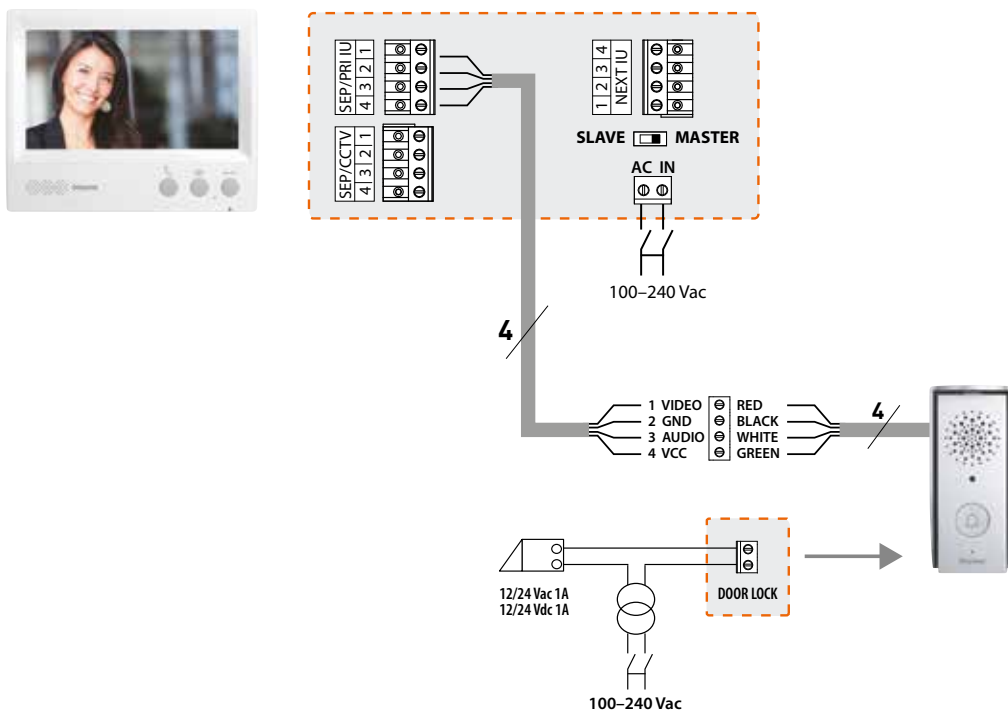 SEP/PRI IU
4 3 2 1
1 2 3 4
NEXT IU
SLAVE MASTER
SEP/CCTV
4 3 2 1
AC IN
100–240 Vac
4
1 VIDEO RED
2 GND BLACK
3 AUDIO WHITE
4 VCC GREEN
4
12/24 Vac 1A
12/24 Vdc 1A
DOOR LOCK
100–240 Vac